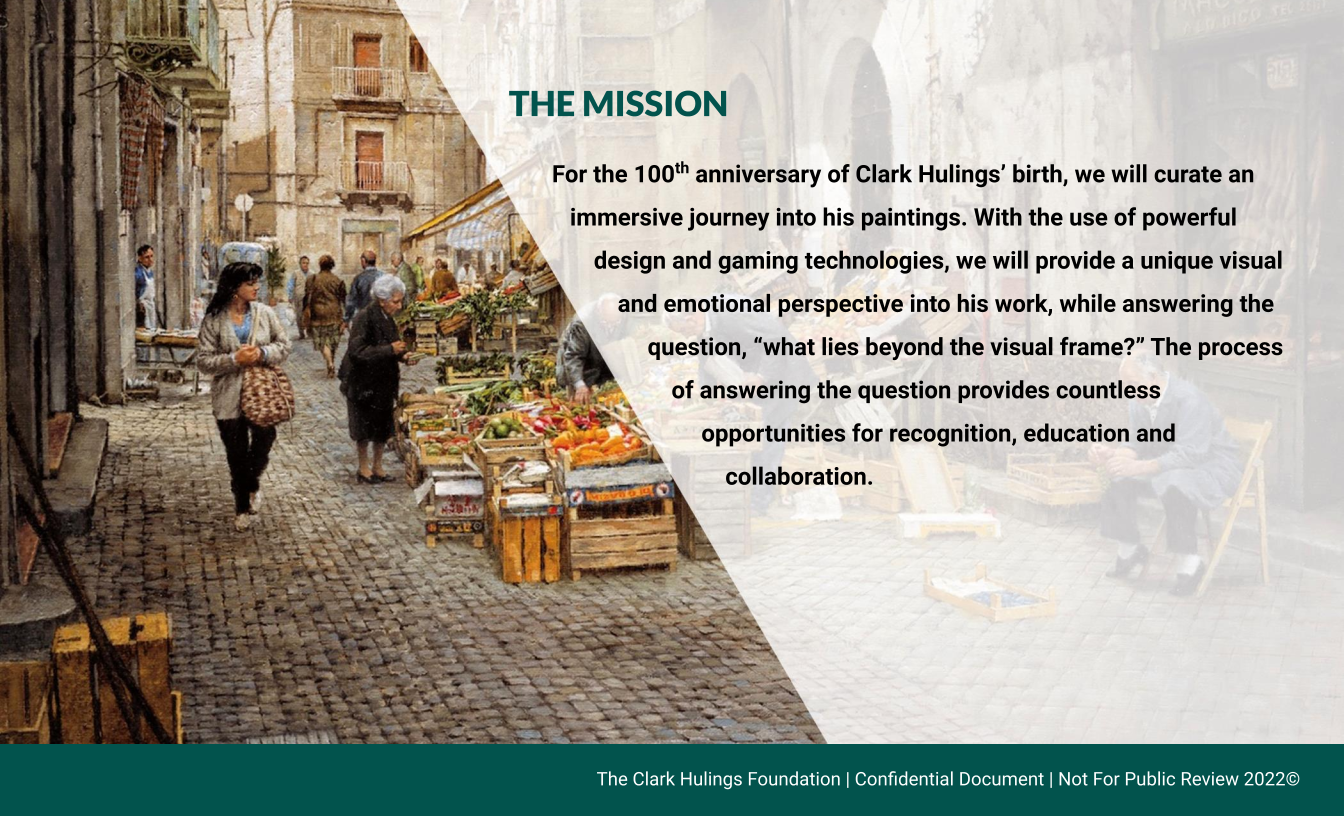 THE MISSION
For the 100th anniversary of Clark Hulings’ birth, we will curate an
immersive journey into his paintings. With the use of powerful
design and gaming technologies, we will provide a unique visual
and emotional perspective into his work, while answering the
question, “what lies beyond the visual frame?” The process
of answering the question provides countless
opportunities for recognition, education and
collaboration.
The Clark Hulings Foundation | Confidential Document | Not For Public Review 2022©